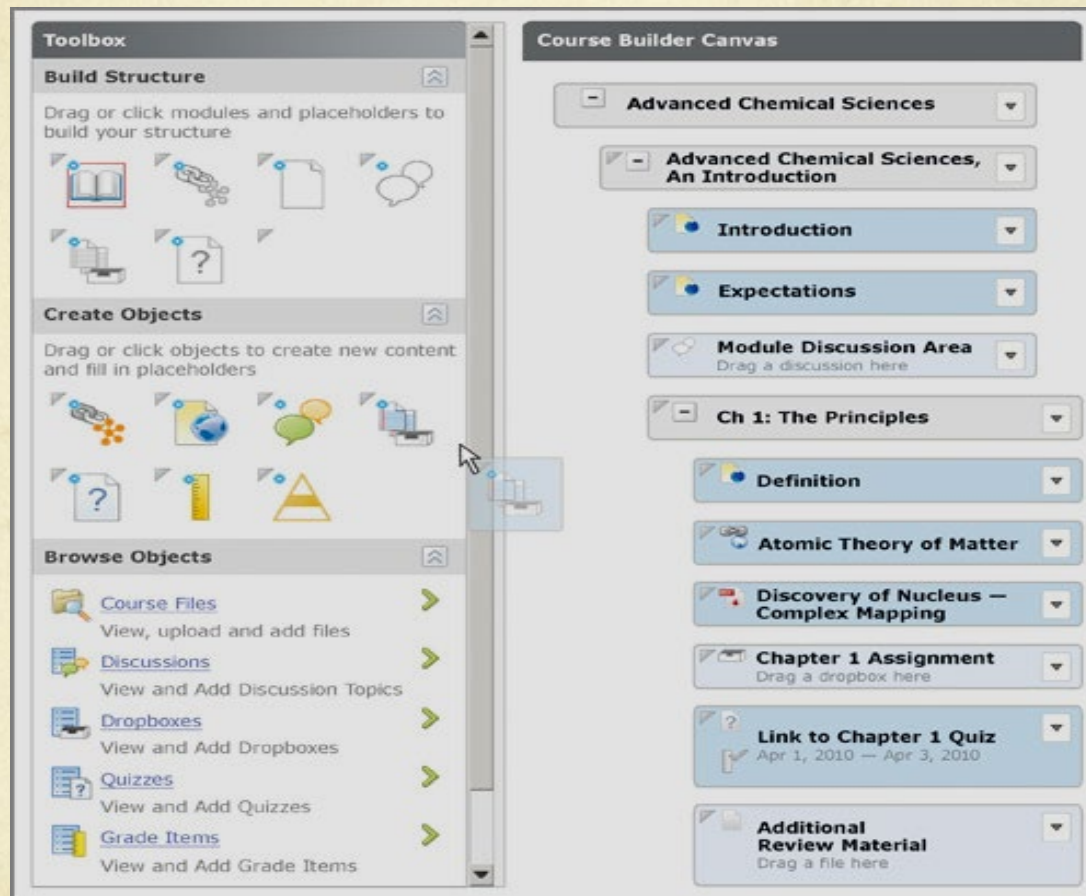 Toolbox
Build Structure
Drag or click modules and placeholders to
build your structure
Create Objects
Drag or click objects to create new content
and fill in placeholders
Browse Objects
Course Files
View, upload and add files
Discussions
View and Add Discussion Topics
Dropboxes
View and Add Dropboxes
Quizzes
View and Add Quizzes
Grade Items
View and Add Grade Items
Course Builder Canvas
Advanced Chemical Sciences
Advanced Chemical Sciences,
An Introduction
Introduction
Expectations
Module Discussion Area
Drag a discussion here
Ch 1: The Principles
Definition
Atomic Theory of Matter
Discovery of Nucleus —
Complex Mapping
Chapter 1 Assignment
Drag a dropbox here
Link to Chapter 1 Quiz
Apr 1, 2010 — Apr 3, 2010
Additional
Review Material
Drag a file here